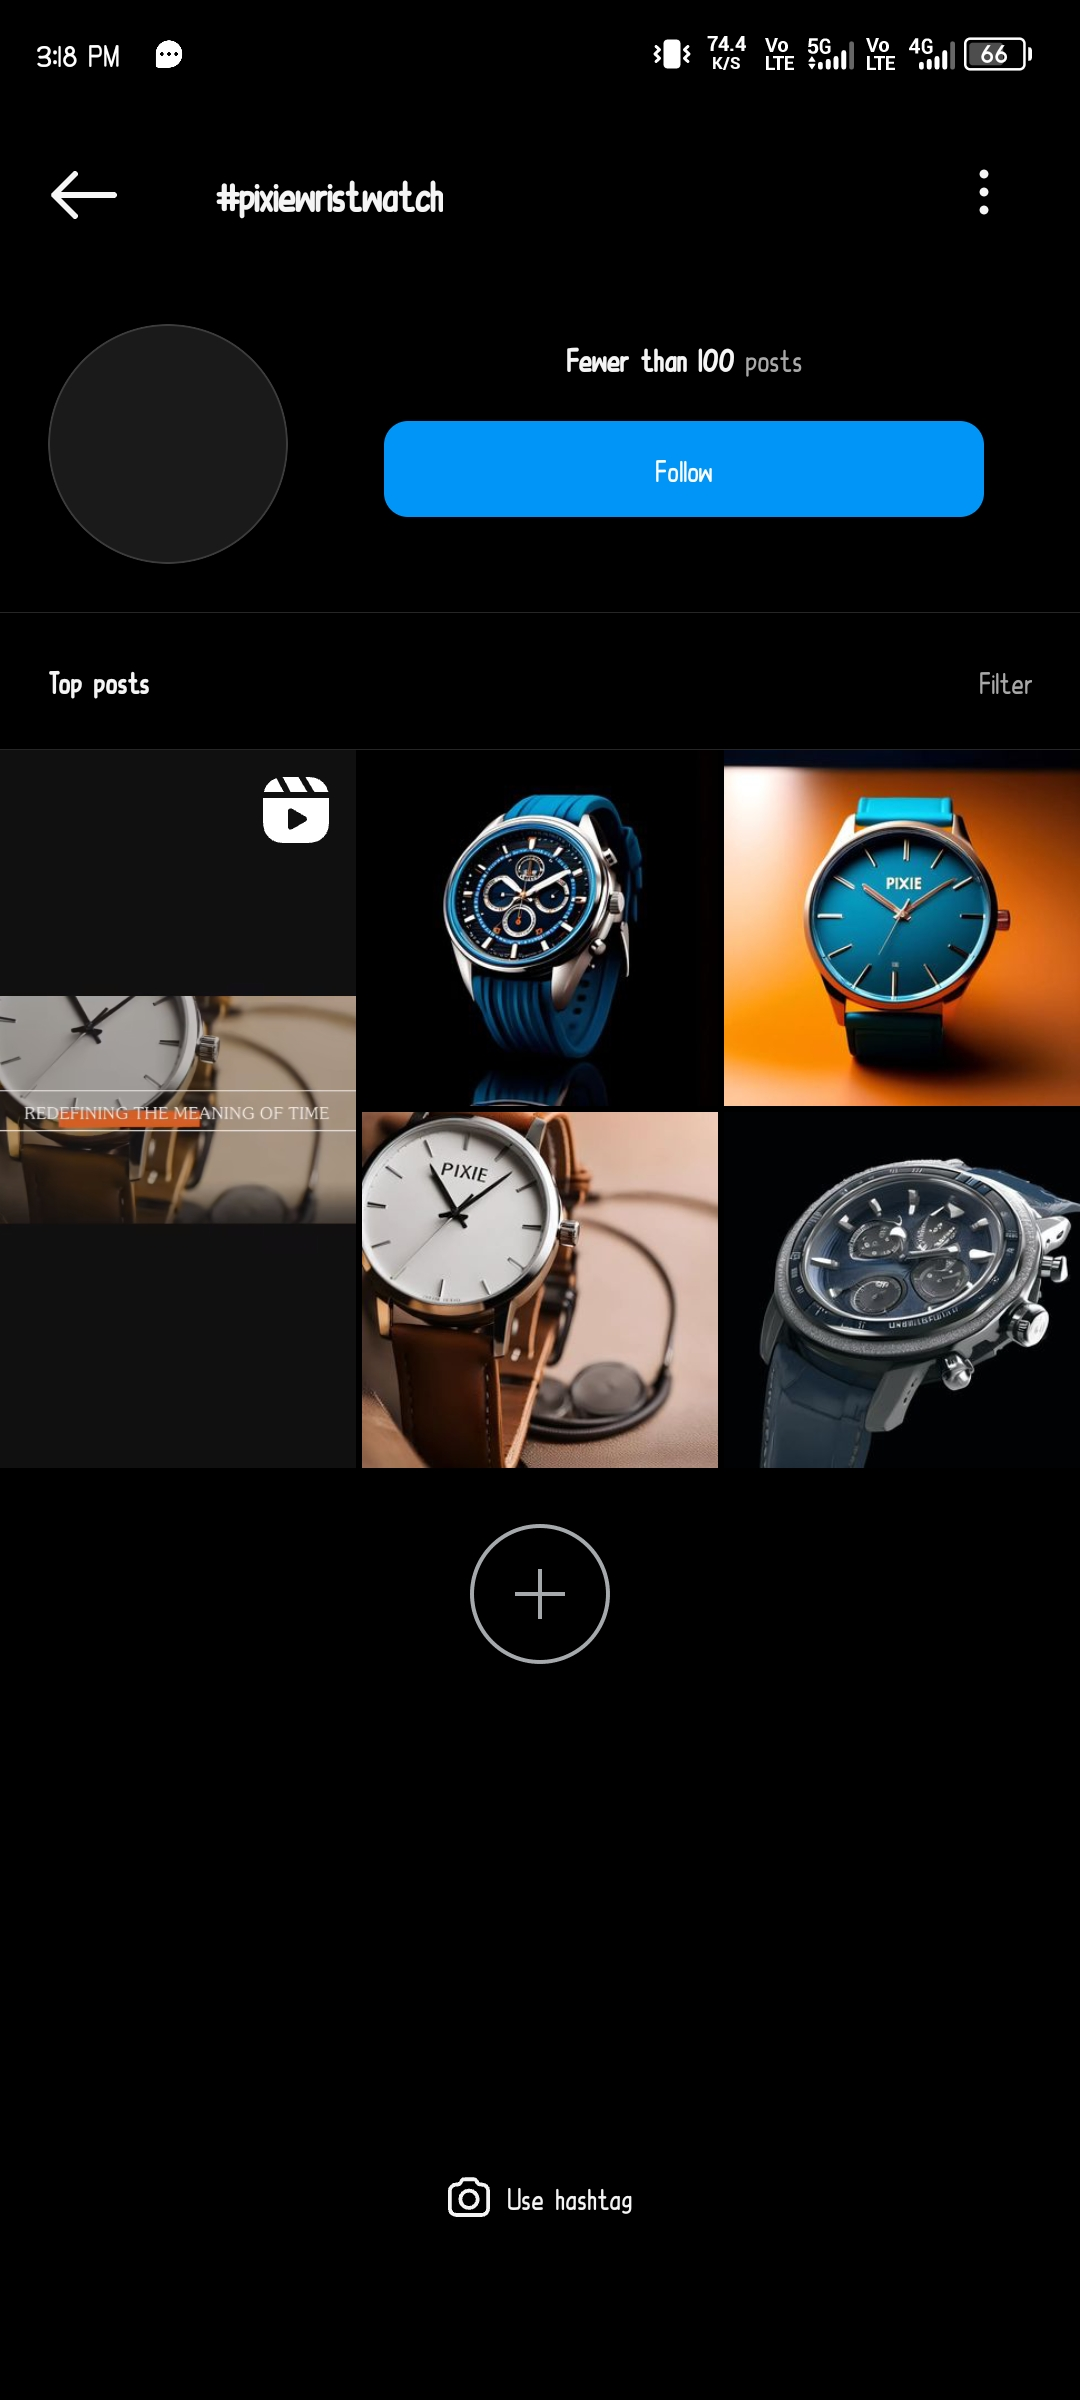 3:18 PM
74.4 K/S
Vo LTE
5G
Vo LTE
4G
66
#pixiewristwatch
Fewer than 100 posts
Follow
Top posts
Filter
PIXIE
REDEFINING THE MEANING OF TIME
PIXIE
Use hashtag